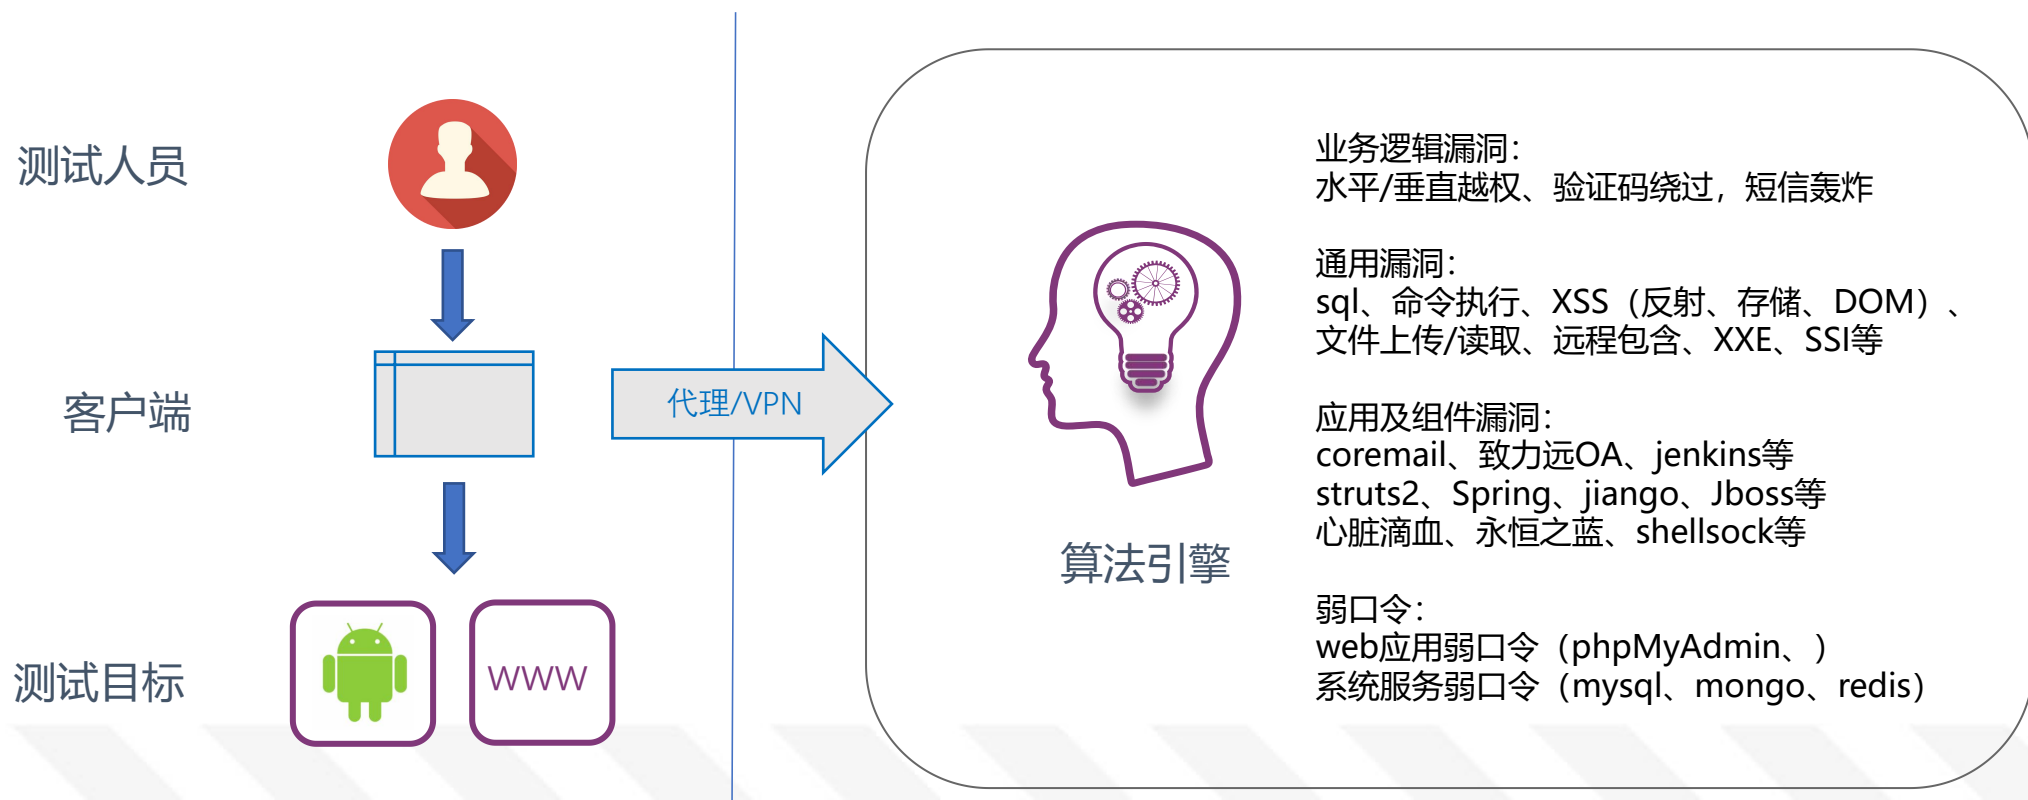 测试人员
客户端
测试目标
WWW
代理/VPN
算法引擎
业务逻辑漏洞：
水平/垂直越权、验证码绕过，短信轰炸
通用漏洞：
sql、命令执行、XSS（反射、存储、DOM）、
文件上传/读取、远程包含、XXE、SSI等
应用及组件漏洞：
coremail、致力远OA、jenkins等
struts2、Spring、jiango、Jboss等
心脏滴血、永恒之蓝、shellsock等
弱口令：
web应用弱口令（phpMyAdmin、）
系统服务弱口令（mysql、mongo、redis）